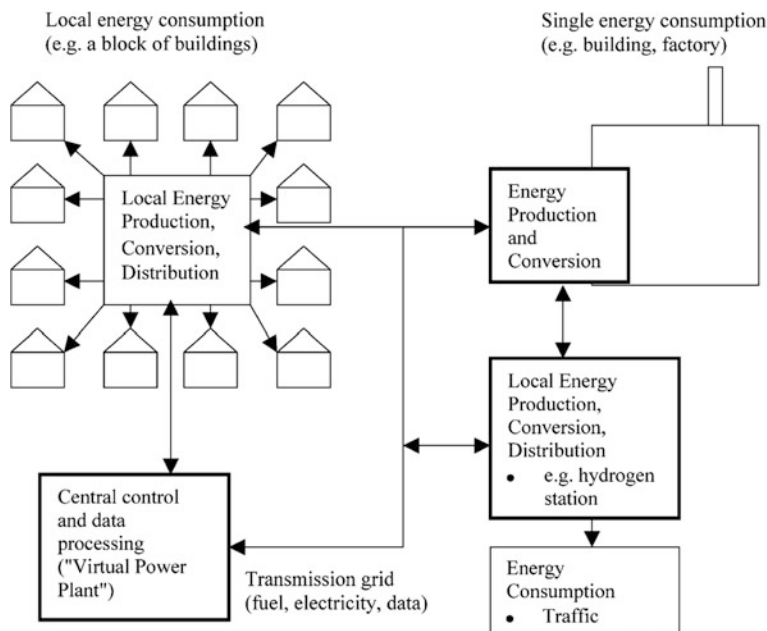 Local energy consumption
(e.g. a block of buildings)
Single energy consumption
(e.g. building, factory)
Local Energy
Production,
Conversion,
Distribution
Energy
Production
and
Conversion
Local Energy
Production,
Conversion,
Distribution
• e.g. hydrogen
station
Central control
and data
processing
("Virtual Power
Plant")
Transmission grid
(fuel, electricity, data)
Energy
Consumption
• Traffic